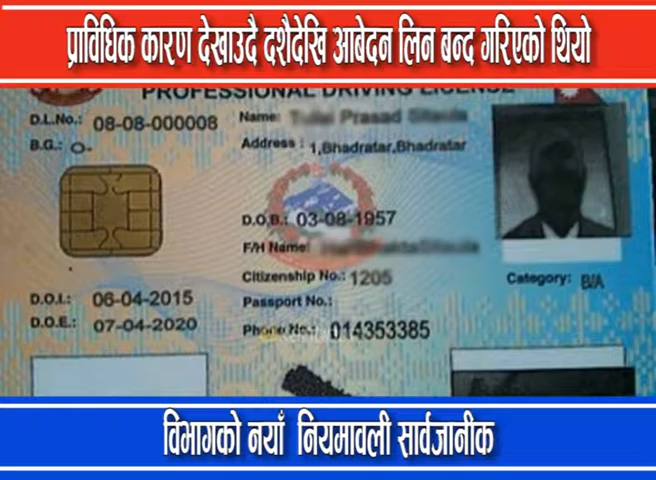 प्राविधिक कारण देखाउदै दशैदेखि आबेदन लिन बन्द गरिएको थियो
PROFESSIONAL DRIVING LICENSE
D.L.No.: 08-08-000008
Name:
B.G.: O-
Address : 1,Bhadratar,Bhadratar
D.O.B.: 03-08-1957
F/H Name:
Citizenship No.: 1205
Category: B/A
D.O.I.: 06-04-2015
Passport No.:
D.O.E.: 07-04-2020
Phone No.: 014353385
विभागको नयाँ नियमावली सार्वजानीक